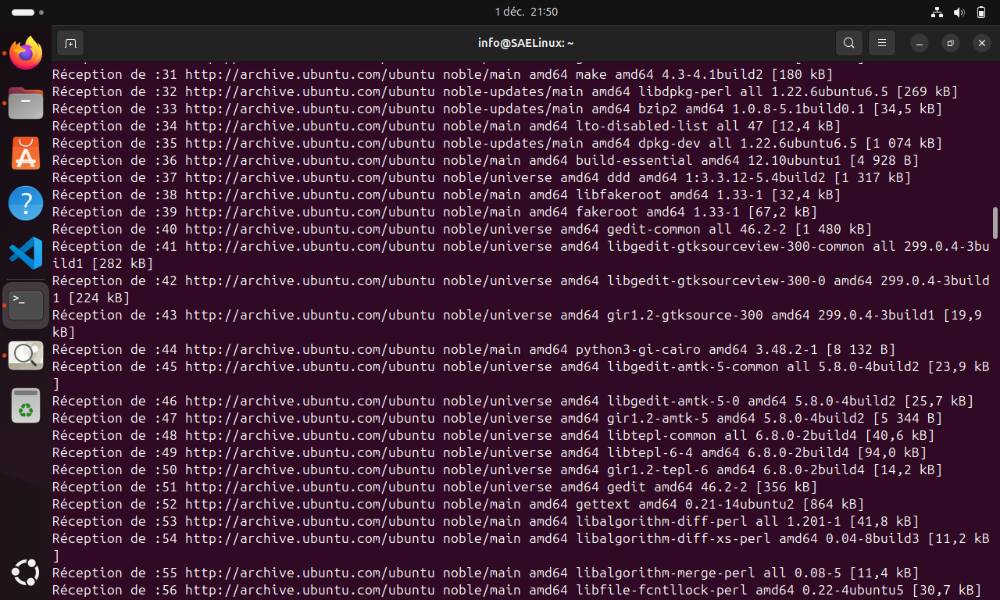 1 déc. 21:50
info@SAELinux: ~
Réception de :31 http://archive.ubuntu.com/ubuntu noble/main amd64 make amd64 4.3-4.1build2 [180 kB]
Réception de :32 http://archive.ubuntu.com/ubuntu noble-updates/main amd64 libdpkg-perl all 1.22.6ubuntu6.5 [269 kB]
Réception de :33 http://archive.ubuntu.com/ubuntu noble-updates/main amd64 bzip2 amd64 1.0.8-5.1build0.1 [34,5 kB]
Réception de :34 http://archive.ubuntu.com/ubuntu noble/main amd64 lto-disabled-list all 47 [12,4 kB]
Réception de :35 http://archive.ubuntu.com/ubuntu noble-updates/main amd64 dpkg-dev all 1.22.6ubuntu6.5 [1 074 kB]
Réception de :36 http://archive.ubuntu.com/ubuntu noble/main amd64 build-essential amd64 12.10ubuntu1 [4 928 B]
Réception de :37 http://archive.ubuntu.com/ubuntu noble/universe amd64 ddd amd64 1:3.3.12-5.4build2 [1 317 kB]
Réception de :38 http://archive.ubuntu.com/ubuntu noble/main amd64 libfakeroot amd64 1.33-1 [32,4 kB]
Réception de :39 http://archive.ubuntu.com/ubuntu noble/main amd64 fakeroot amd64 1.33-1 [67,2 kB]
Réception de :40 http://archive.ubuntu.com/ubuntu noble/universe amd64 gedit-common all 46.2-2 [1 480 kB]
Réception de :41 http://archive.ubuntu.com/ubuntu noble/universe amd64 libgedit-gtksourceview-300-common all 299.0.4-3bu
ild1 [282 kB]
Réception de :42 http://archive.ubuntu.com/ubuntu noble/universe amd64 libgedit-gtksourceview-300-0 amd64 299.0.4-3build
1 [224 kB]
Réception de :43 http://archive.ubuntu.com/ubuntu noble/universe amd64 gir1.2-gtksource-300 amd64 299.0.4-3build1 [19,9
kB]
Réception de :44 http://archive.ubuntu.com/ubuntu noble/main amd64 python3-gi-cairo amd64 3.48.2-1 [8 132 B]
Réception de :45 http://archive.ubuntu.com/ubuntu noble/universe amd64 libgedit-amtk-5-common all 5.8.0-4build2 [23,9 kB
]
Réception de :46 http://archive.ubuntu.com/ubuntu noble/universe amd64 libgedit-amtk-5-0 amd64 5.8.0-4build2 [25,7 kB]
Réception de :47 http://archive.ubuntu.com/ubuntu noble/universe amd64 gir1.2-amtk-5 amd64 5.8.0-4build2 [5 344 B]
Réception de :48 http://archive.ubuntu.com/ubuntu noble/universe amd64 libtepl-common all 6.8.0-2build4 [40,6 kB]
Réception de :49 http://archive.ubuntu.com/ubuntu noble/universe amd64 libtepl-6-4 amd64 6.8.0-2build4 [94,0 kB]
Réception de :50 http://archive.ubuntu.com/ubuntu noble/universe amd64 gir1.2-tepl-6 amd64 6.8.0-2build4 [14,2 kB]
Réception de :51 http://archive.ubuntu.com/ubuntu noble/universe amd64 gedit amd64 46.2-2 [356 kB]
Réception de :52 http://archive.ubuntu.com/ubuntu noble/main amd64 gettext amd64 0.21-14ubuntu2 [864 kB]
Réception de :53 http://archive.ubuntu.com/ubuntu noble/main amd64 libalgorithm-diff-perl all 1.201-1 [41,8 kB]
Réception de :54 http://archive.ubuntu.com/ubuntu noble/main amd64 libalgorithm-diff-xs-perl amd64 0.04-8build3 [11,2 kB
]
Réception de :55 http://archive.ubuntu.com/ubuntu noble/main amd64 libalgorithm-merge-perl all 0.08-5 [11,4 kB]
Réception de :56 http://archive.ubuntu.com/ubuntu noble/main amd64 libfile-fcntllock-perl amd64 0.22-4ubuntu5 [30,7 kB]